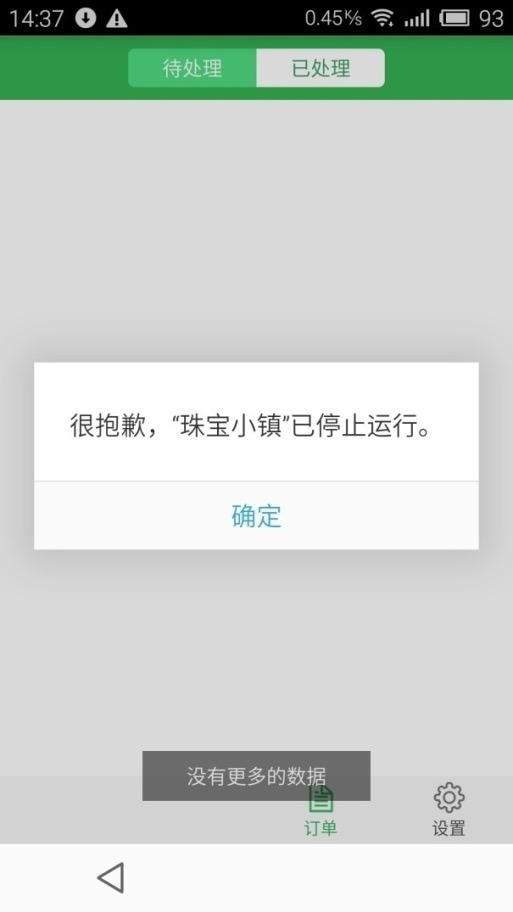 14:37
0.45K/s
93
待处理
已处理
很抱歉，“珠宝小镇”已停止运行。
确定
没有更多的数据
订单
设置